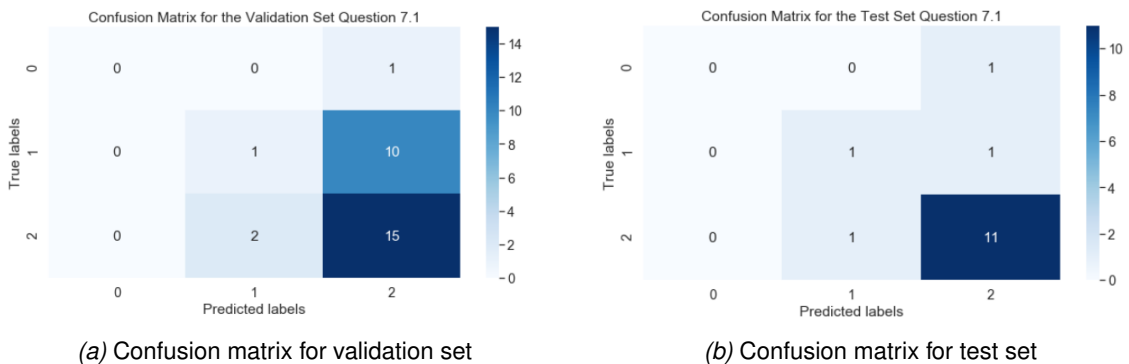 Confusion Matrix for the Validation Set Question 7.1
0 0 0 1
1 0 1 10
2 0 2 15
0 1 2
True labels
Predicted labels
14
12
10
8
6
4
2
0
(a) Confusion matrix for validation set
Confusion Matrix for the Test Set Question 7.1
0 0 0 1
1 0 1 1
2 0 1 11
0 1 2
True labels
Predicted labels
10
8
6
4
2
0
(b) Confusion matrix for test set